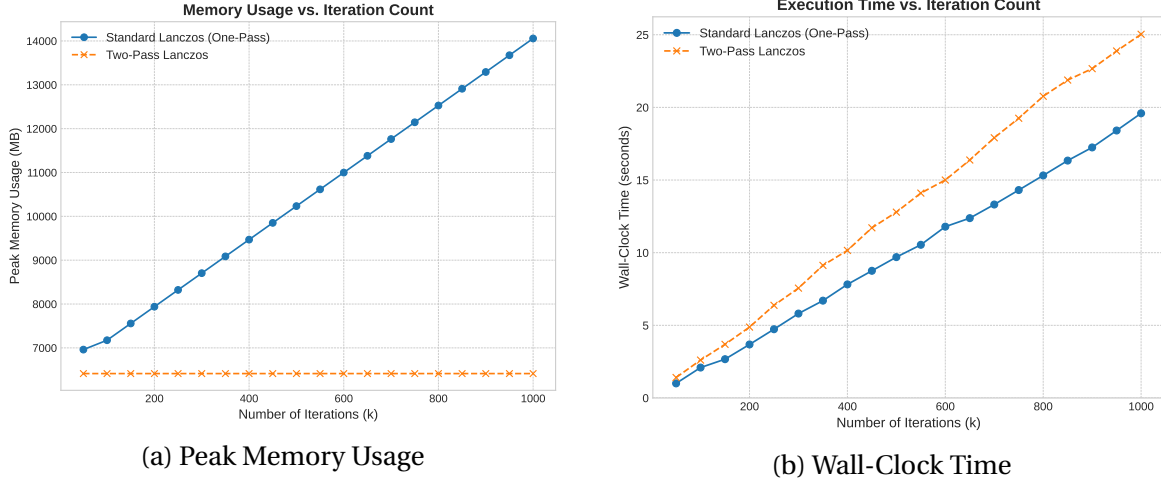 Memory Usage vs. Iteration Count
Standard Lanczos (One-Pass)
Two-Pass Lanczos
Peak Memory Usage (MB)
14000
13000
12000
11000
10000
9000
8000
7000
200 400 600 800 1000
Number of Iterations (k)
(a) Peak Memory Usage
Execution Time vs. Iteration Count
Standard Lanczos (One-Pass)
Two-Pass Lanczos
Wall-Clock Time (seconds)
25
20
15
10
5
0
200 400 600 800 1000
Number of Iterations (k)
(b) Wall-Clock Time